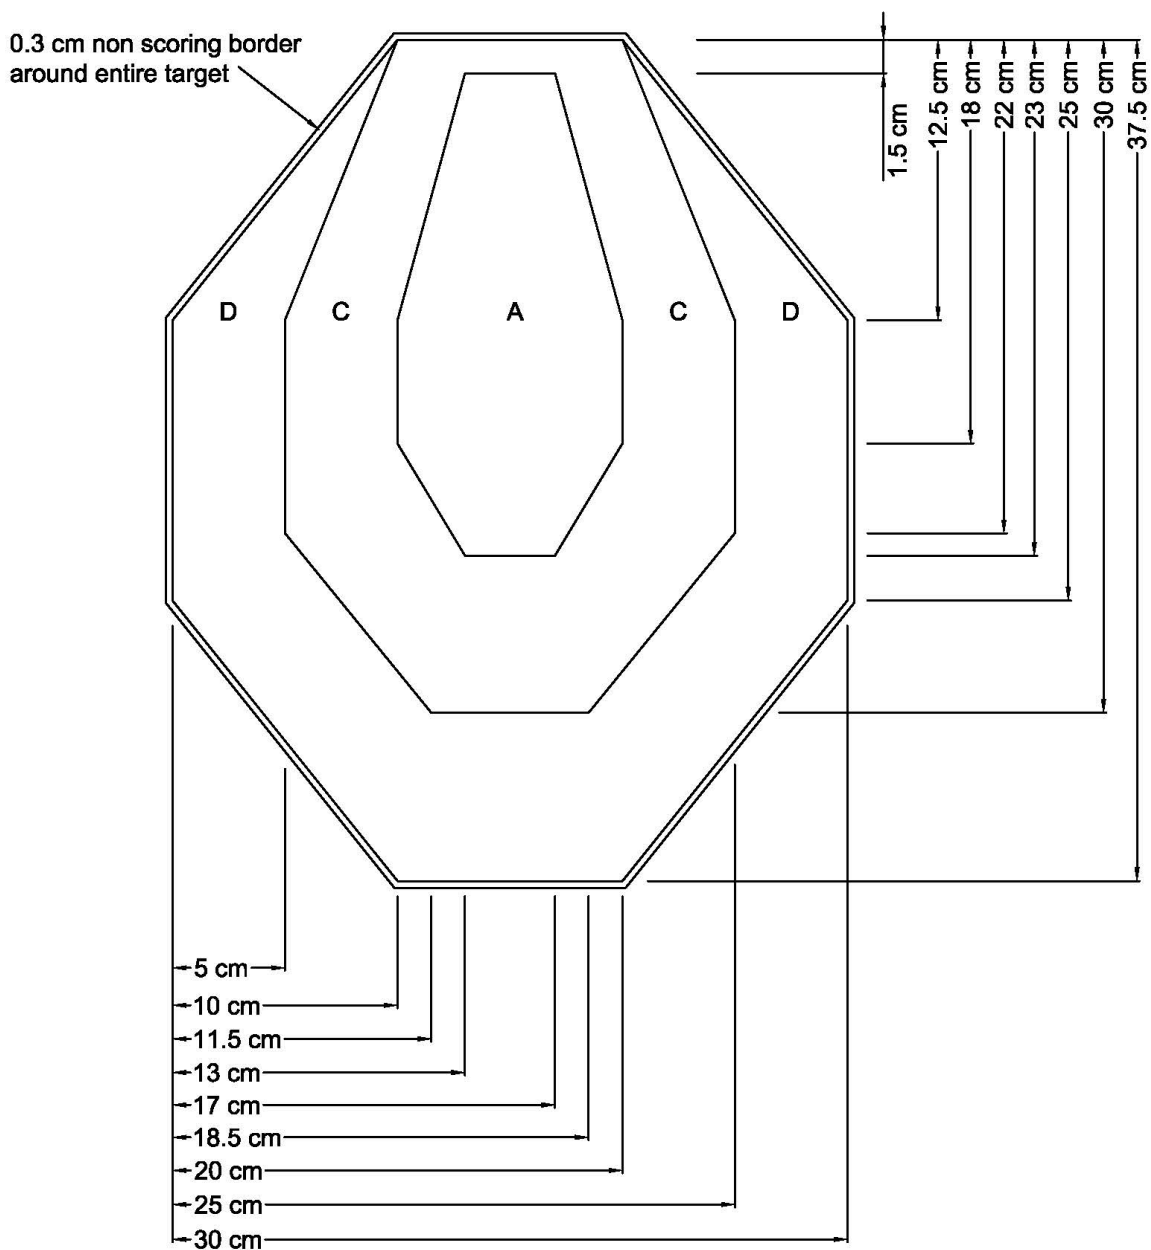 0.3 cm non scoring border
around entire target
1.5 cm
12.5 cm
18 cm
22 cm
23 cm
25 cm
30 cm
37.5 cm
D
C
A
C
D
5 cm
10 cm
11.5 cm
13 cm
17 cm
18.5 cm
20 cm
25 cm
30 cm